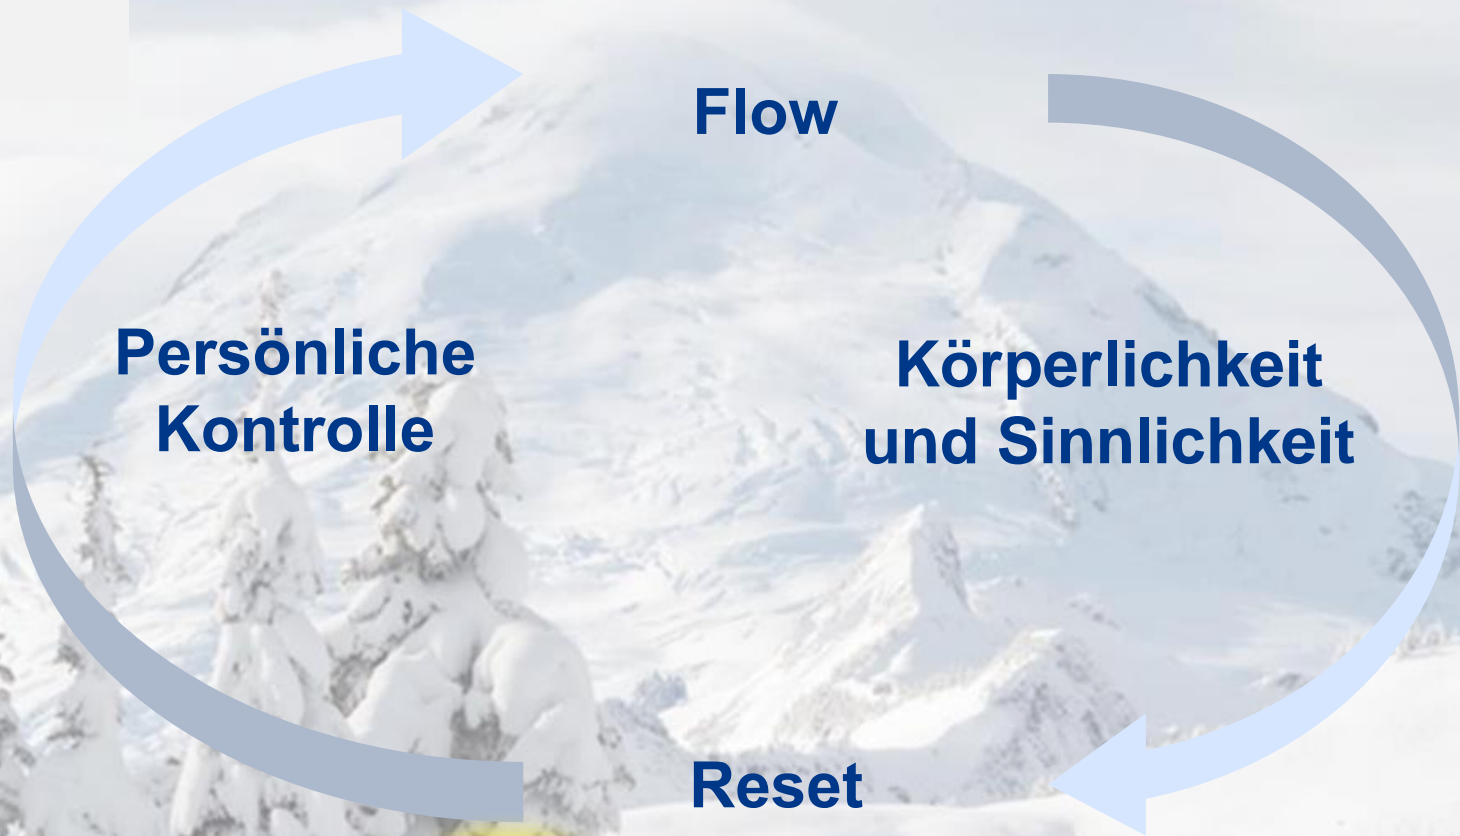 Flow
Persönliche
Kontrolle
Körperlichkeit
und Sinnlichkeit
Reset